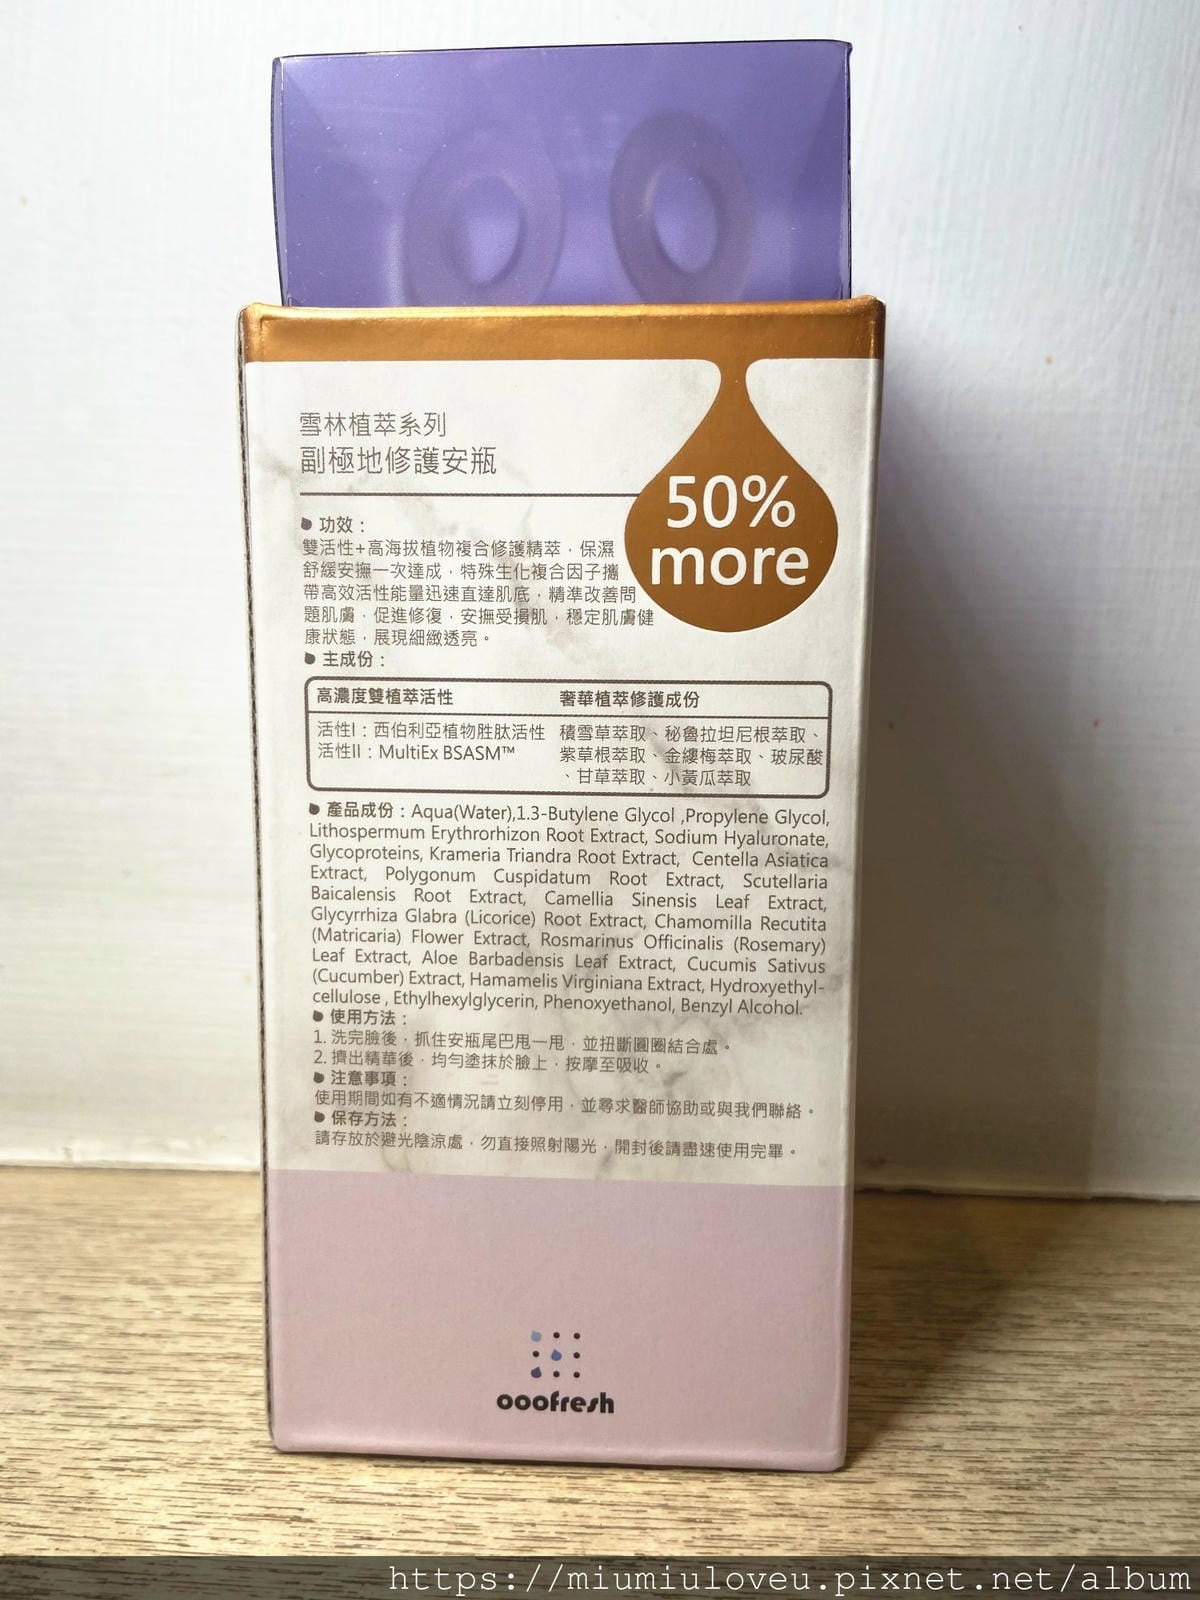 雪林植萃系列
副極地修護安瓶
50%
more
功效：
雙活性+高海拔植物複合修護精萃，保濕
舒緩安撫一次達成，特殊生化複合因子攜
帶高效活性能量迅速直達肌底，精準改善問
題肌膚，促進修復，安撫受損肌，穩定肌膚健
康狀態，展現細緻透亮。
主成份：
高濃度雙植萃活性 奢華植萃修護成份
活性I：西伯利亞植物胜肽活性 積雪草萃取、秘魯拉坦尼根萃取、
活性II：MultiEx BSASM™ 紫草根萃取、金縷梅萃取、玻尿酸
、甘草萃取、小黃瓜萃取
產品成份：Aqua(Water),1.3-Butylene Glycol ,Propylene Glycol,
Lithospermum Erythrorhizon Root Extract, Sodium Hyaluronate,
Glycoproteins, Krameria Triandra Root Extract, Centella Asiatica
Extract, Polygonum Cuspidatum Root Extract, Scutellaria
Baicalensis Root Extract, Camellia Sinensis Leaf Extract,
Glycyrrhiza Glabra (Licorice) Root Extract, Chamomilla Recutita
(Matricaria) Flower Extract, Rosmarinus Officinalis (Rosemary)
Leaf Extract, Aloe Barbadensis Leaf Extract, Cucumis Sativus
(Cucumber) Extract, Hamamelis Virginiana Extract, Hydroxyethyl-
cellulose , Ethylhexylglycerin, Phenoxyethanol, Benzyl Alcohol.
使用方法：
1. 洗完臉後，抓住安瓶尾巴甩一甩，並扭斷圓圈結合處。
2. 擠出精華後，均勻塗抹於臉上，按摩至吸收。
注意事項：
使用期間如有不適情況請立刻停用，並尋求醫師協助或與我們聯絡。
保存方法：
請存放於避光陰涼處，勿直接照射陽光，開封後請盡速使用完畢。
ooofresh
https://miumiuloveu.pixnet.net/album